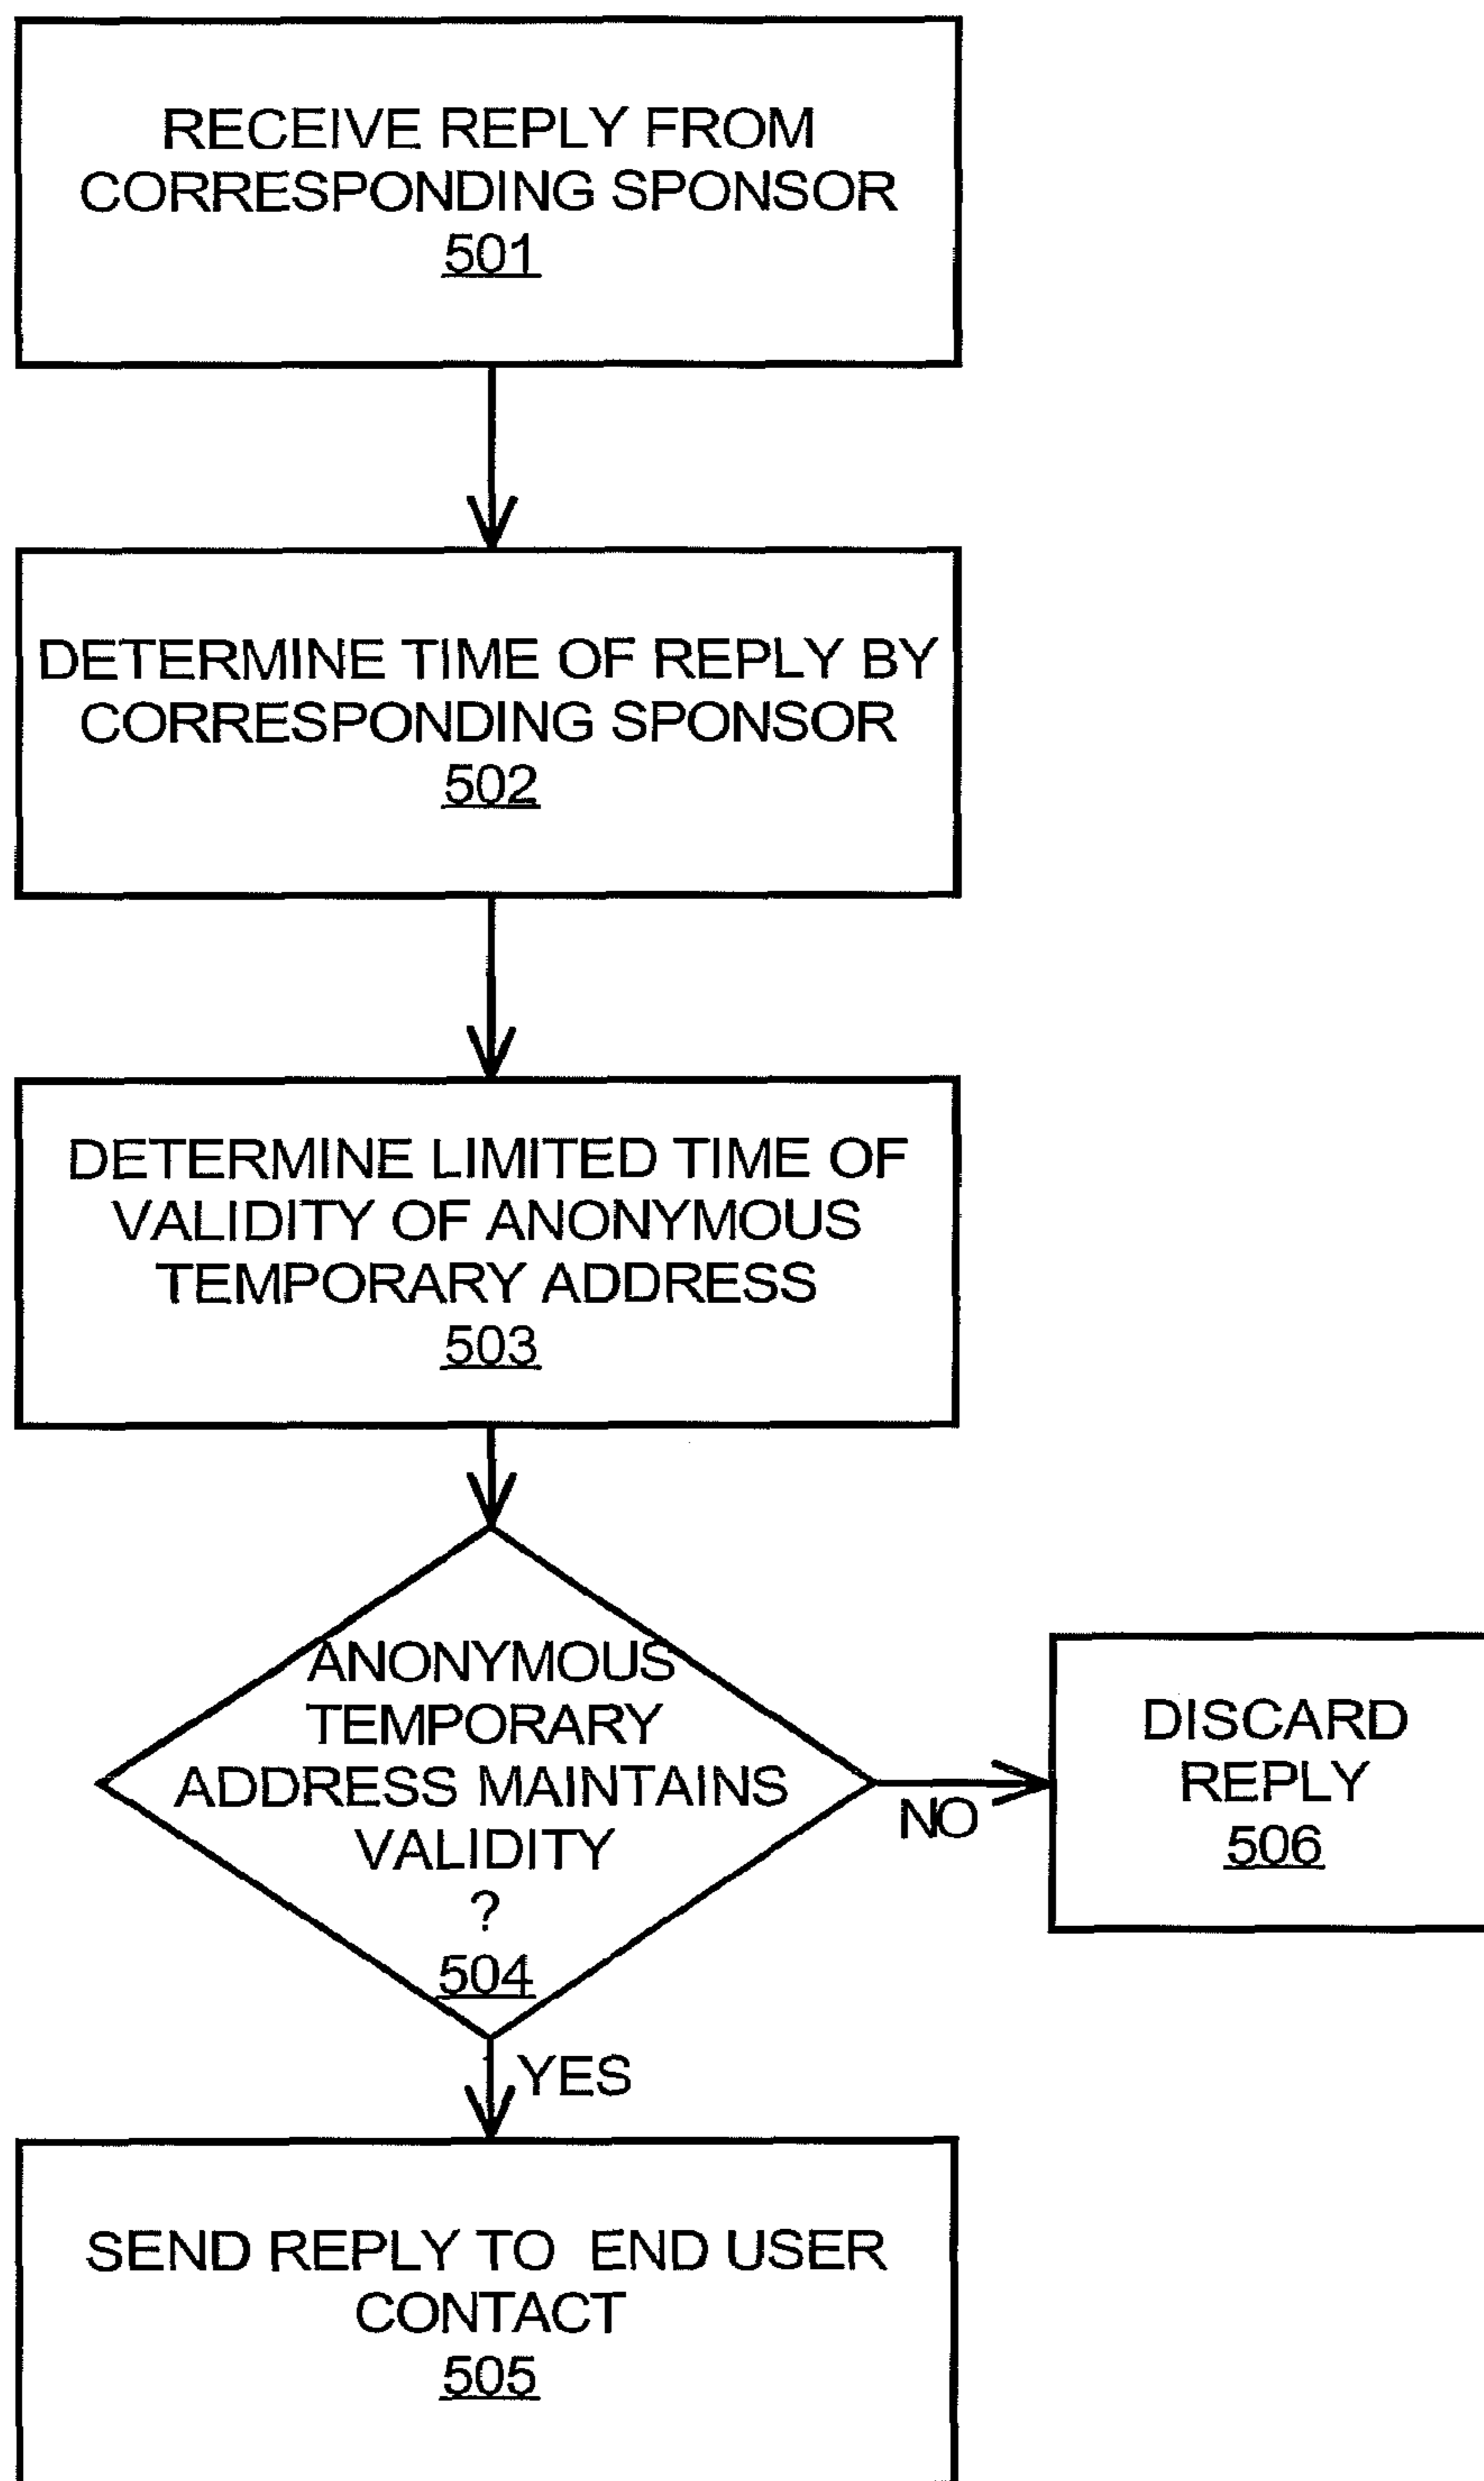 RECEIVE REPLY FROM
CORRESPONDING SPONSOR
501
DETERMINE TIME OF REPLY BY
CORRESPONDING SPONSOR
502
DETERMINE LIMITED TIME OF
VALIDITY OF ANONYMOUS
TEMPORARY ADDRESS
503
ANONYMOUS
TEMPORARY
ADDRESS MAINTAINS
VALIDITY
?
504
NO
DISCARD
REPLY
506
YES
SEND REPLY TO END USER
CONTACT
505